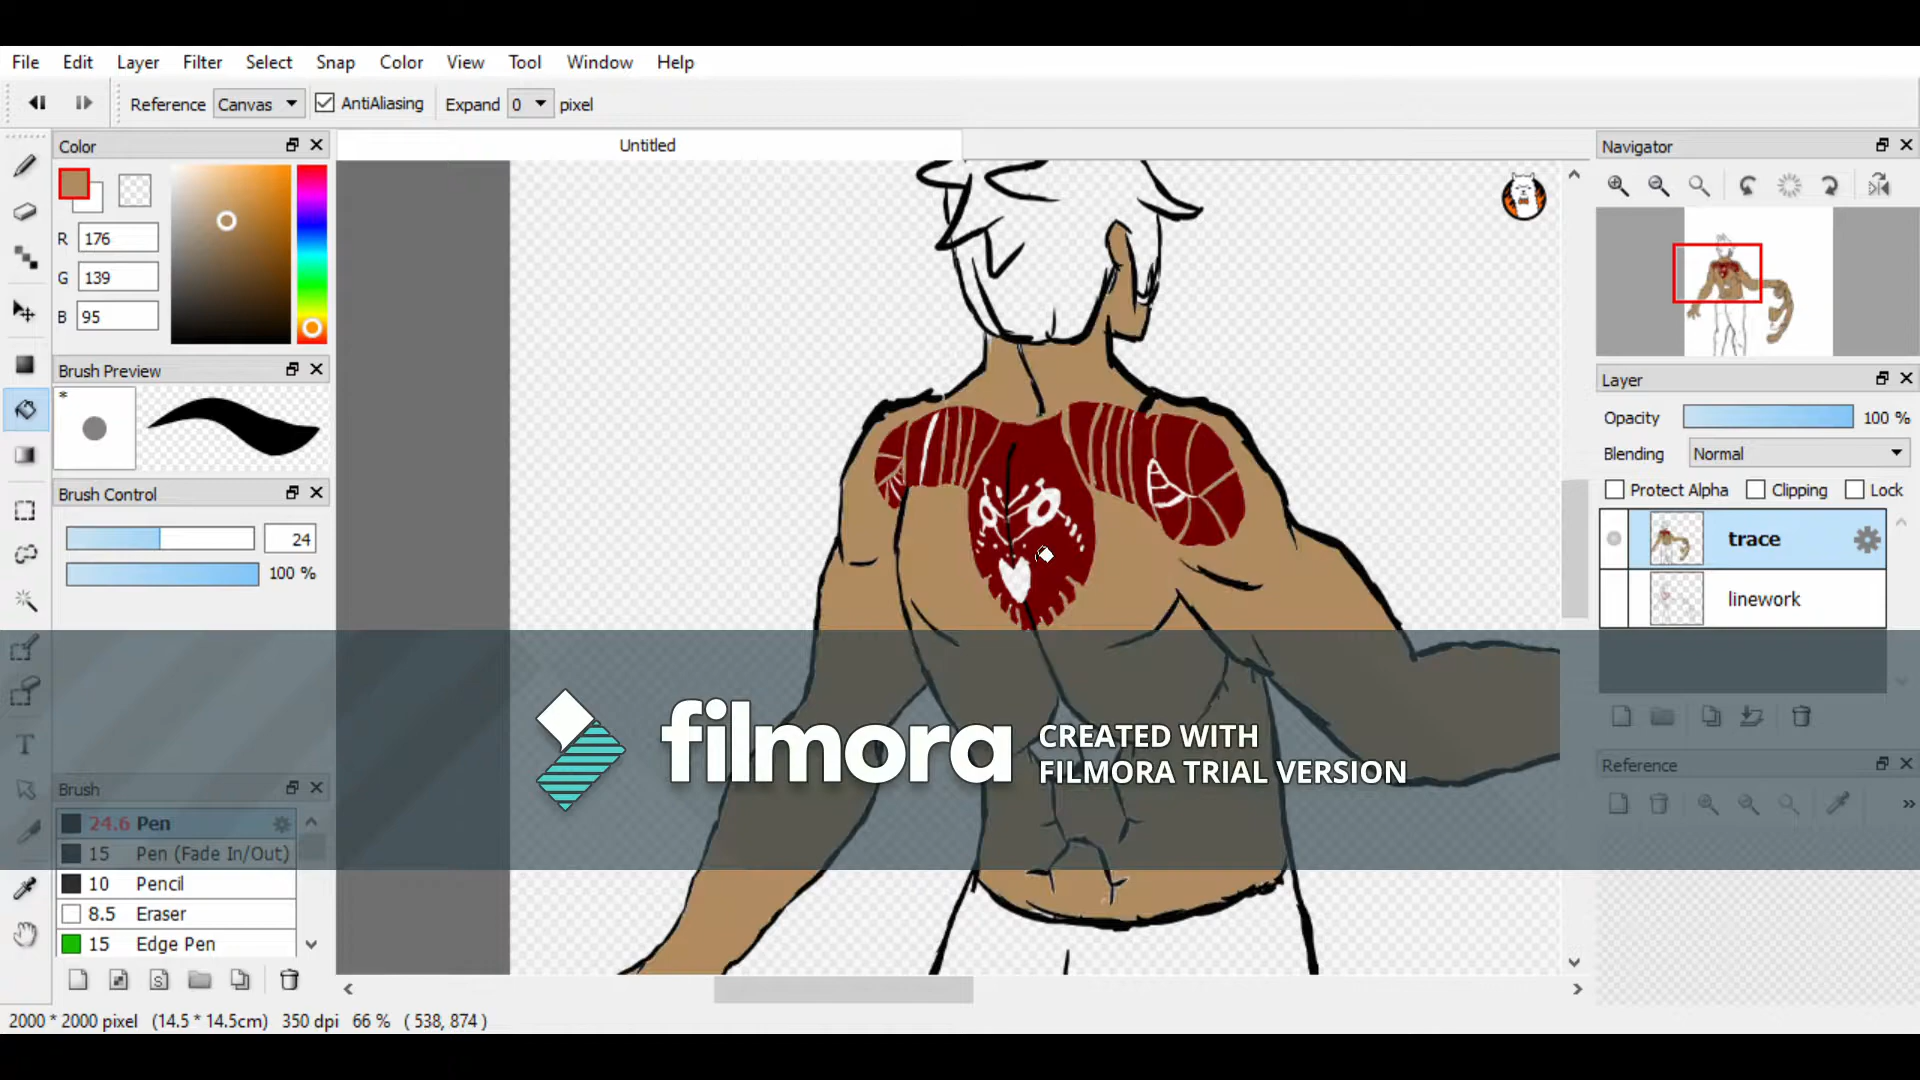 File Edit Layer Filter Select Snap Color View Tool Window Help
Reference Canvas AntiAliasing Expand 0 pixel
Color
Untitled
Navigator
R 176
G 139
B 95
Brush Preview
*
Layer
Opacity 100 %
Blending Normal
Protect Alpha Clipping Lock
Brush Control
24
100 %
trace
linework
filmora
CREATED WITH
FILMORA TRIAL VERSION
Reference
Brush
24.6 Pen
15 Pen (Fade In/Out)
10 Pencil
8.5 Eraser
15 Edge Pen
2000 * 2000 pixel (14.5 * 14.5cm) 350 dpi 66 % ( 538, 874 )